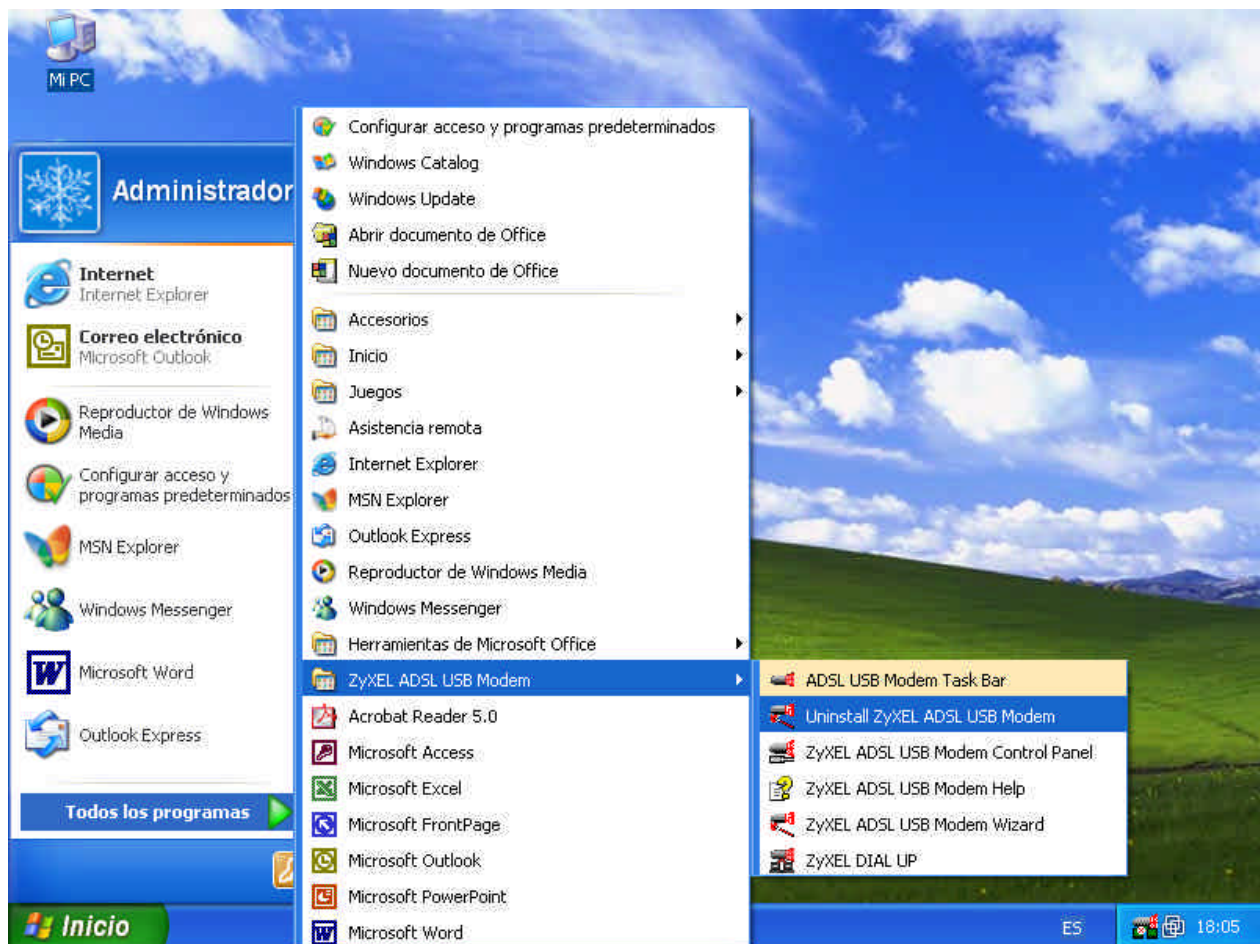 Mi PC
Administrador
Internet
Internet Explorer
Correo electrónico
Microsoft Outlook
Reproductor de Windows
Media
Configurar acceso y
programas predeterminados
MSN Explorer
Windows Messenger
Microsoft Word
Outlook Express
Todos los programas
Configurar acceso y programas predeterminados
Windows Catalog
Windows Update
Abrir documento de Office
Nuevo documento de Office
Accesorios
Inicio
Juegos
Asistencia remota
Internet Explorer
MSN Explorer
Outlook Express
Reproductor de Windows Media
Windows Messenger
Herramientas de Microsoft Office
ZyXEL ADSL USB Modem
Acrobat Reader 5.0
Microsoft Access
Microsoft Excel
Microsoft FrontPage
Microsoft Outlook
Microsoft PowerPoint
Microsoft Word
ADSL USB Modem Task Bar
Uninstall ZyXEL ADSL USB Modem
ZyXEL ADSL USB Modem Control Panel
ZyXEL ADSL USB Modem Help
ZyXEL ADSL USB Modem Wizard
ZyXEL DIAL UP
Inicio
ES
18:05